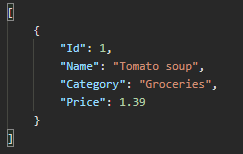 [
    {
        "Id": 1,
        "Name": "Tomato soup",
        "Category": "Groceries",
        "Price": 1.39
    }
]